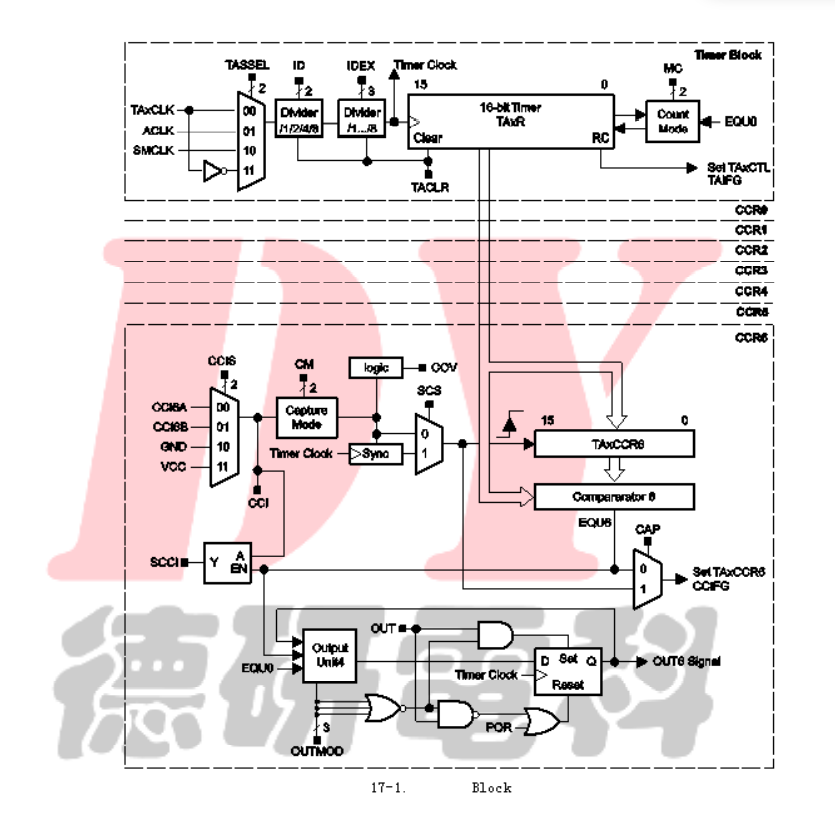 Timer Block
TASSEL ID IDEX Timer Clock 15 0 MC
2 2 3 2
TAxCLK 00 Divider Divider 16-bit Timer Count
ACLK 01 /1/2/4/8 /1.../8 TAxR Mode EQU0
SMCLK 10 Clear RC
11 Set TAxCTL
TACLR TAIFG
CCR0
CCR1
CCR2
CCR3
CCR4
CCR5
CCR6
CCIS CM logic COV
2 2 SCS
CCI6A 00 Capture
CCI6B 01 Mode 0 15 0
GND 10 Timer Clock Sync 1 TAxCCR6
VCC 11
CCI Compararator 6
EQU6 CAP
SCCI Y A EN 0 Set TAxCCR6
1 CCIFG
德研電科
OUT
Output D Set Q OUT6 Signal
EQU0 Unit4 Timer Clock
Reset
3 POR
OUTMOD
17-1. Block
DY